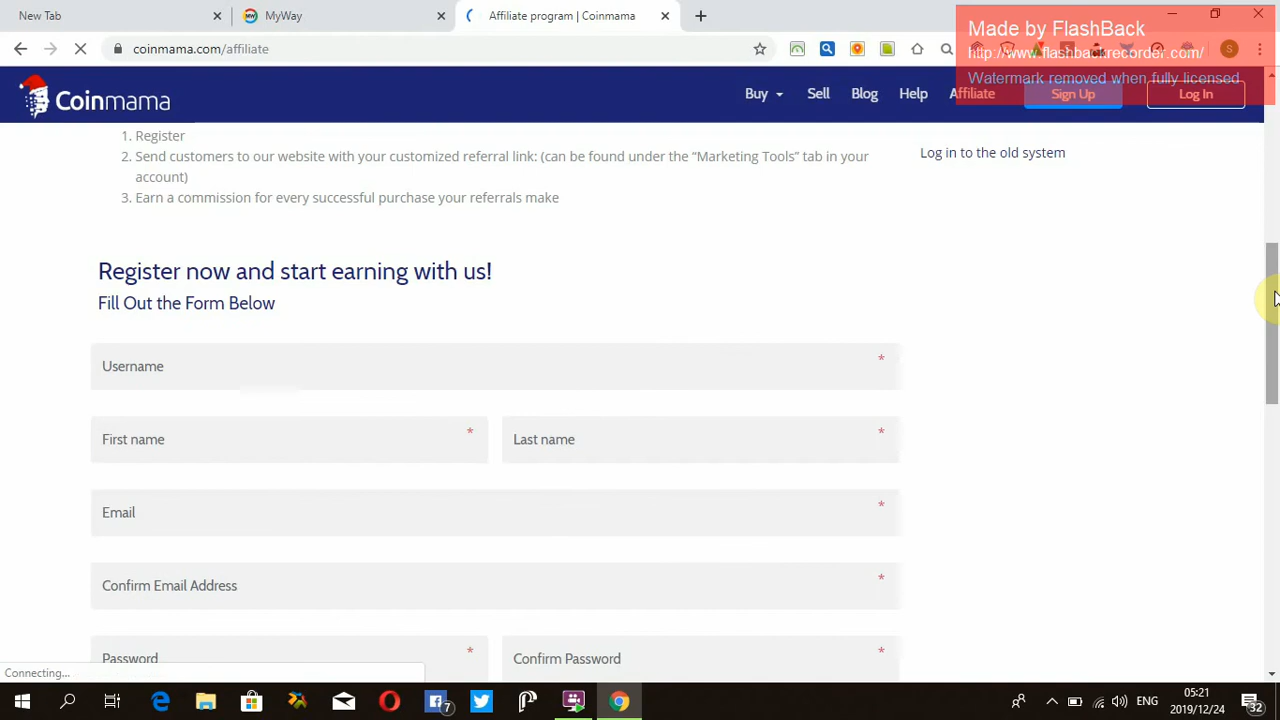 New Tab
MyWay
Affiliate program | Coinmama
Made by FlashBack
http://www.flashbackrecorder.com/
Watermark removed when fully licensed
coinmama.com/affiliate
Coinmama
Buy
Sell
Blog
Help
Affiliate
Sign Up
Log In
1. Register
2. Send customers to our website with your customized referral link: (can be found under the “Marketing Tools” tab in your
account)
3. Earn a commission for every successful purchase your referrals make
Log in to the old system
Register now and start earning with us!
Fill Out the Form Below
Username *
First name *
Last name *
Email *
Confirm Email Address *
Password *
Confirm Password *
Connecting...
7
ENG
05:21
2019/12/24
32